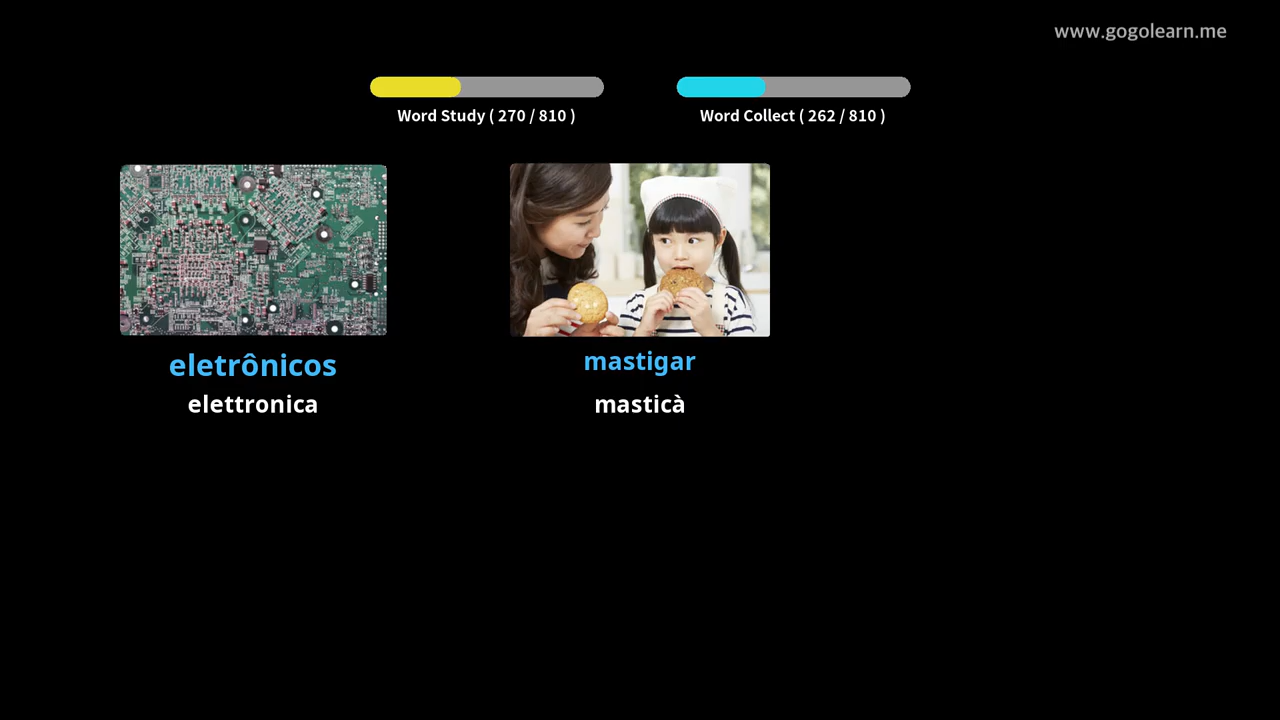 www.gogolearn.me
Word Study ( 270 / 810 )
Word Collect ( 262 / 810 )
eletrônicos
elettronica
mastigar
masticà